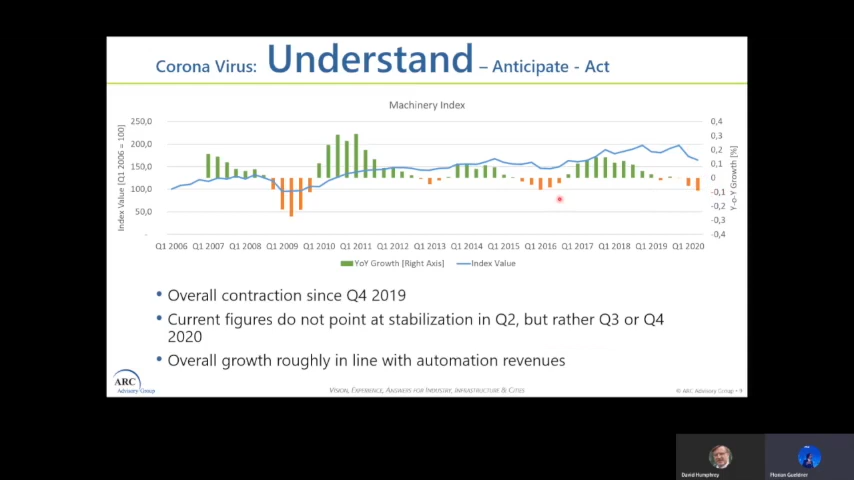 Corona Virus: Understand – Anticipate - Act
Machinery Index
250,0
200,0
150,0
100,0
50,0
-
Index Value [Q1 2006 = 100]
0,4
0,3
0,2
0,1
0
-0,1
-0,2
-0,3
-0,4
Y-o-Y Growth [%]
Q1 2006 Q1 2007 Q1 2008 Q1 2009 Q1 2010 Q1 2011 Q1 2012 Q1 2013 Q1 2014 Q1 2015 Q1 2016 Q1 2017 Q1 2018 Q1 2019 Q1 2020
YoY Growth [Right Axis] Index Value
• Overall contraction since Q4 2019
• Current figures do not point at stabilization in Q2, but rather Q3 or Q4
2020
• Overall growth roughly in line with automation revenues
ARC
Advisory Group
Vision, Experience, Answers for Industry, Infrastructure & Cities
© ARC Advisory Group • 9
David Humphrey
Florian Gueldner